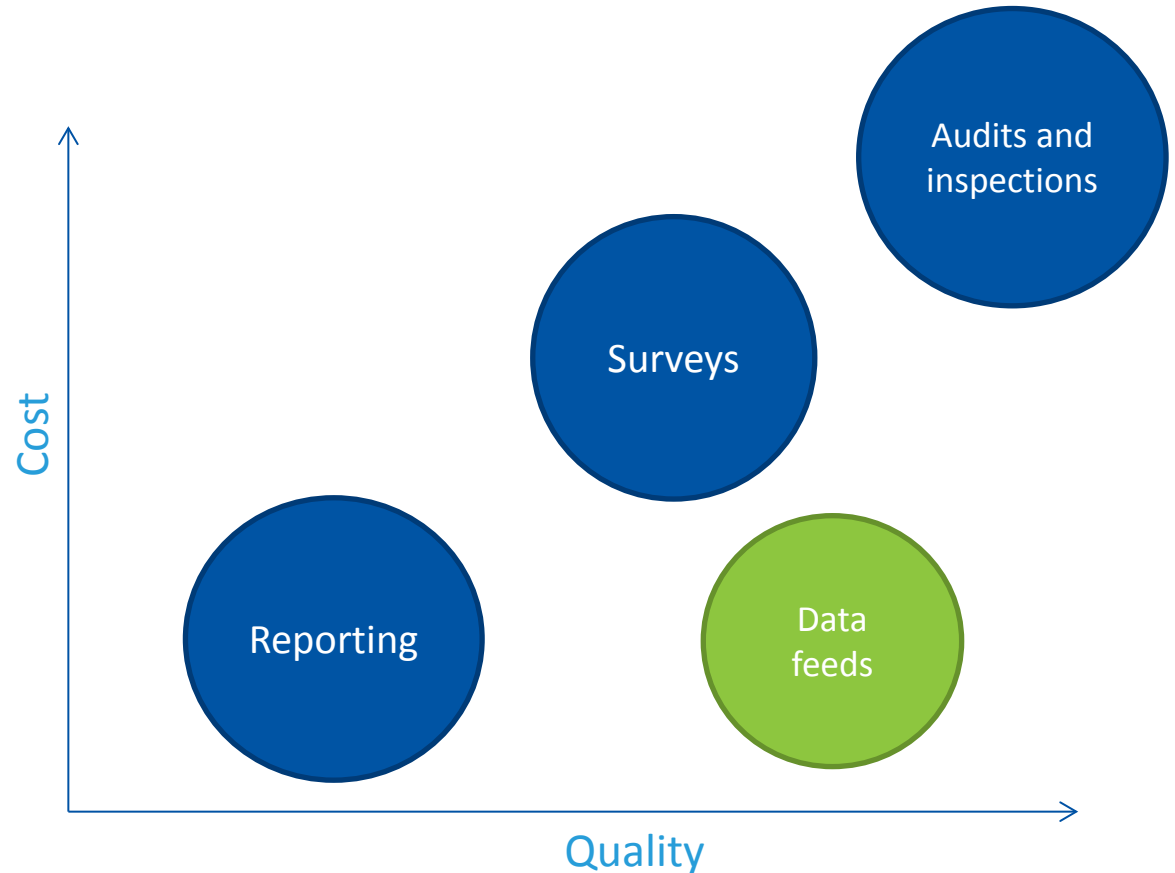 Audits and
inspections
Surveys
Cost
Reporting
Data
feeds
Quality